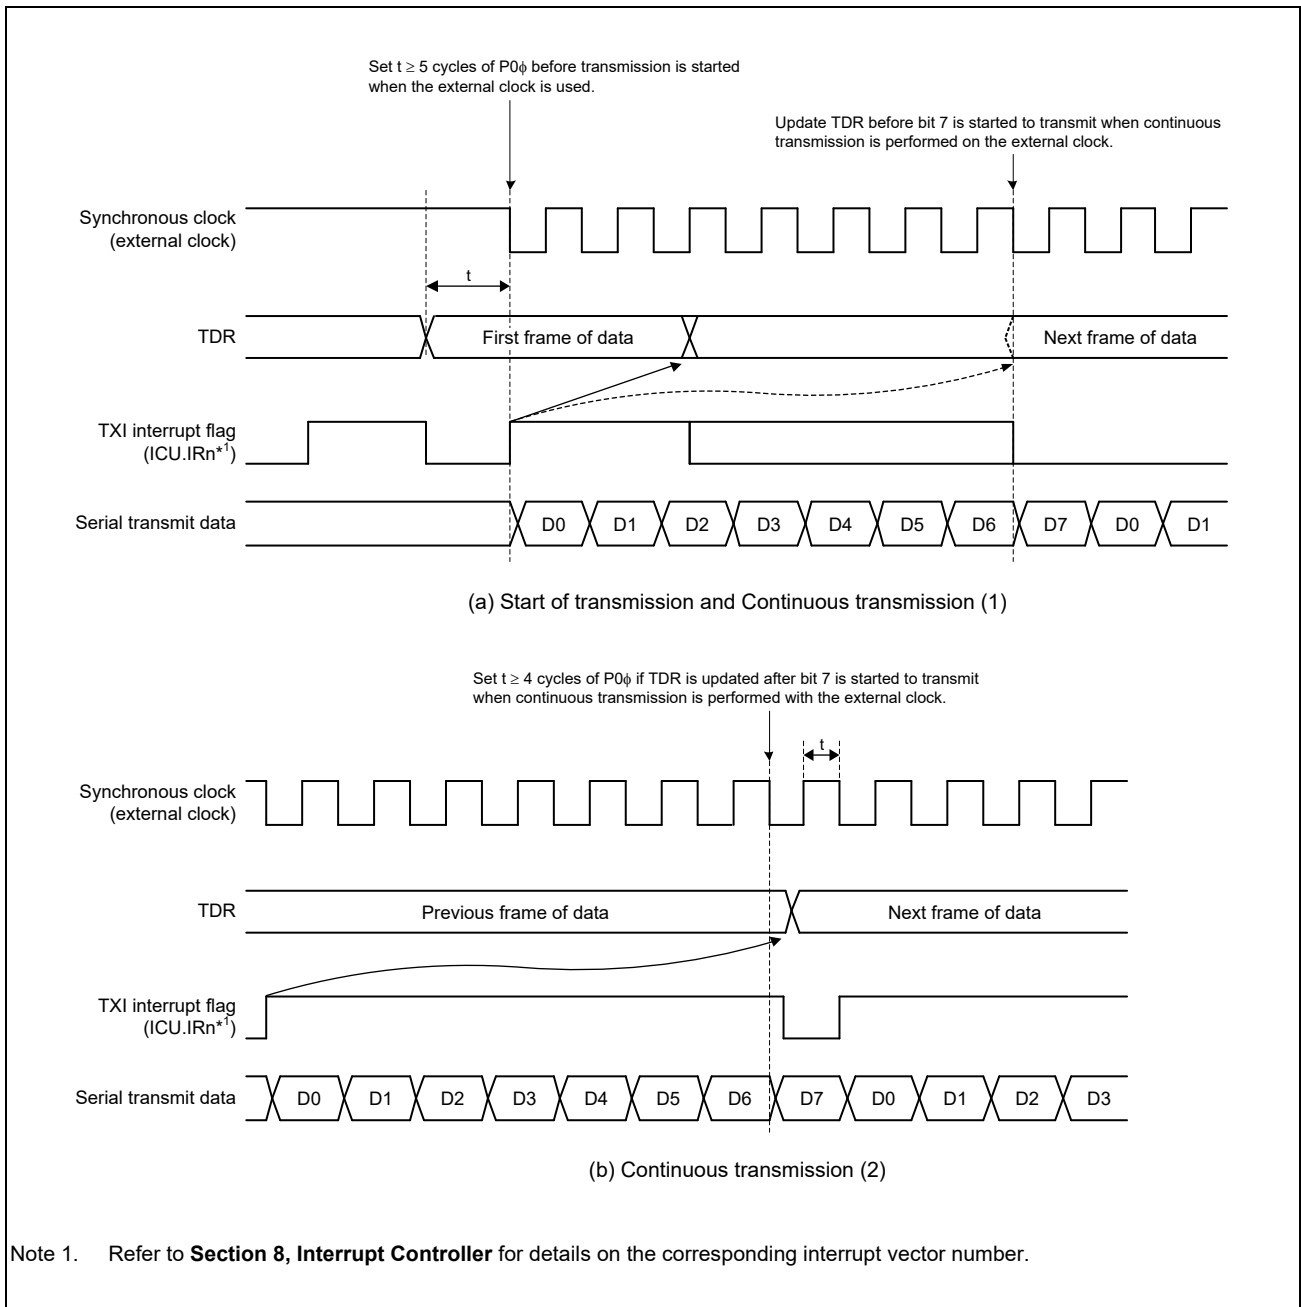 Set t ≥ 5 cycles of P0ϕ before transmission is started
when the external clock is used.
Update TDR before bit 7 is started to transmit when continuous
transmission is performed on the external clock.
Synchronous clock
(external clock)
t
TDR
First frame of data
Next frame of data
TXI interrupt flag
(ICU.IRn*1)
Serial transmit data
D0 D1 D2 D3 D4 D5 D6 D7 D0 D1
(a) Start of transmission and Continuous transmission (1)
Set t ≥ 4 cycles of P0ϕ if TDR is updated after bit 7 is started to transmit
when continuous transmission is performed with the external clock.
t
Synchronous clock
(external clock)
TDR
Previous frame of data
Next frame of data
TXI interrupt flag
(ICU.IRn*1)
Serial transmit data
D0 D1 D2 D3 D4 D5 D6 D7 D0 D1 D2 D3
(b) Continuous transmission (2)
Note 1. Refer to Section 8, Interrupt Controller for details on the corresponding interrupt vector number.